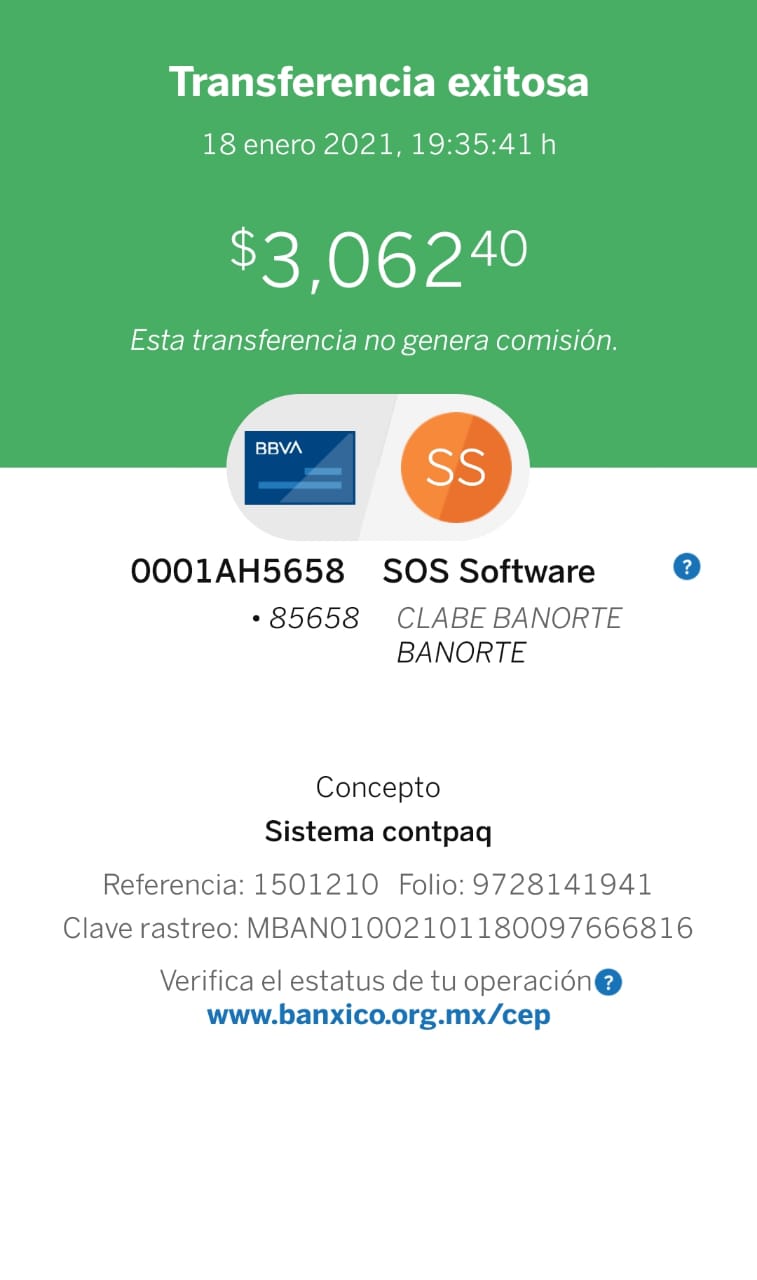 Transferencia exitosa
18 enero 2021, 19:35:41 h
$3,062 40
Esta transferencia no genera comisión.
BBVA
SS
0001AH5658 SOS Software ?
• 85658 CLABE BANORTE
BANORTE
Concepto
Sistema contpaq
Referencia: 1501210 Folio: 9728141941
Clave rastreo: MBAN01002101180097666816
Verifica el estatus de tu operación ?
www.banxico.org.mx/cep